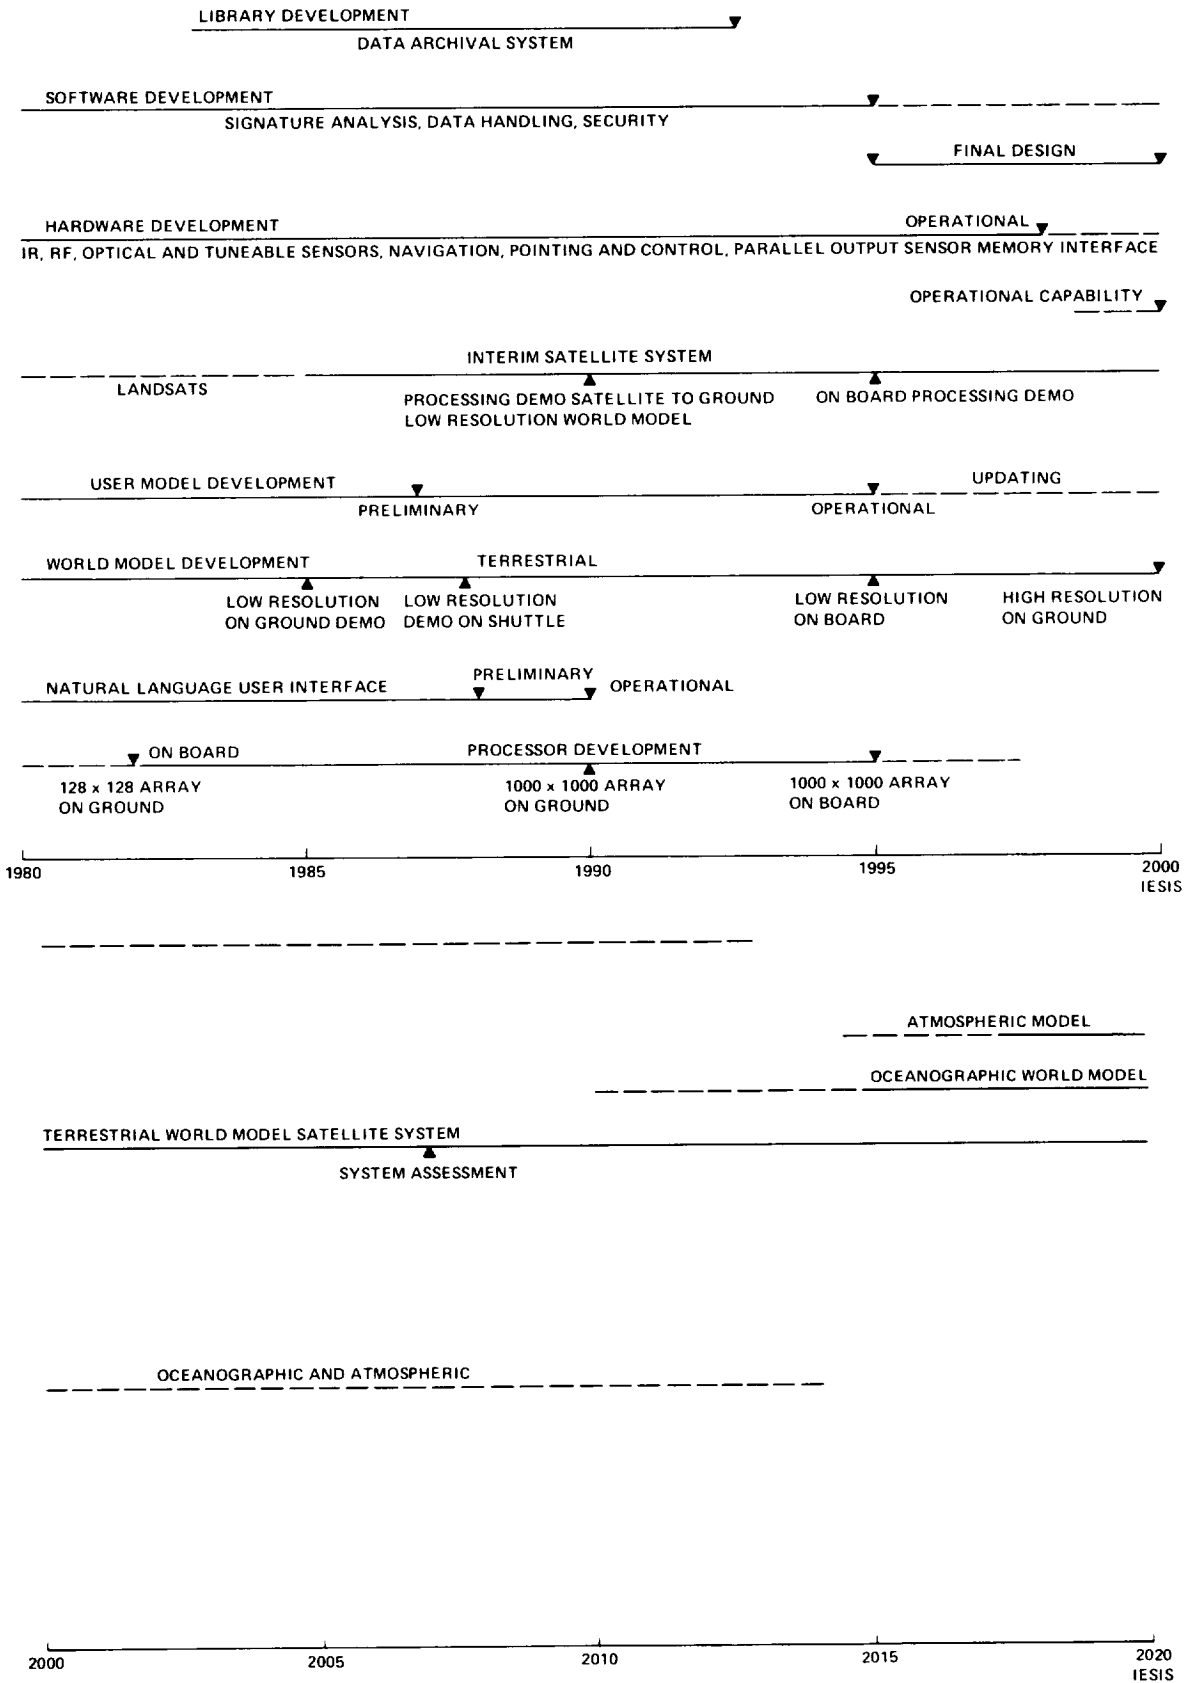 LIBRARY DEVELOPMENT
DATA ARCHIVAL SYSTEM
SOFTWARE DEVELOPMENT
SIGNATURE ANALYSIS, DATA HANDLING, SECURITY
FINAL DESIGN
HARDWARE DEVELOPMENT
OPERATIONAL
IR, RF, OPTICAL AND TUNEABLE SENSORS, NAVIGATION, POINTING AND CONTROL, PARALLEL OUTPUT SENSOR MEMORY INTERFACE
OPERATIONAL CAPABILITY
INTERIM SATELLITE SYSTEM
LANDSATS
PROCESSING DEMO SATELLITE TO GROUND
LOW RESOLUTION WORLD MODEL
ON BOARD PROCESSING DEMO
USER MODEL DEVELOPMENT
UPDATING
PRELIMINARY
OPERATIONAL
WORLD MODEL DEVELOPMENT
TERRESTRIAL
LOW RESOLUTION
ON GROUND DEMO
LOW RESOLUTION
DEMO ON SHUTTLE
LOW RESOLUTION
ON BOARD
HIGH RESOLUTION
ON GROUND
NATURAL LANGUAGE USER INTERFACE
PRELIMINARY
OPERATIONAL
ON BOARD
PROCESSOR DEVELOPMENT
128 x 128 ARRAY
ON GROUND
1000 x 1000 ARRAY
ON GROUND
1000 x 1000 ARRAY
ON BOARD
1980
1985
1990
1995
2000
IESIS
ATMOSPHERIC MODEL
OCEANOGRAPHIC WORLD MODEL
TERRESTRIAL WORLD MODEL SATELLITE SYSTEM
SYSTEM ASSESSMENT
OCEANOGRAPHIC AND ATMOSPHERIC
2000
2005
2010
2015
2020
IESIS